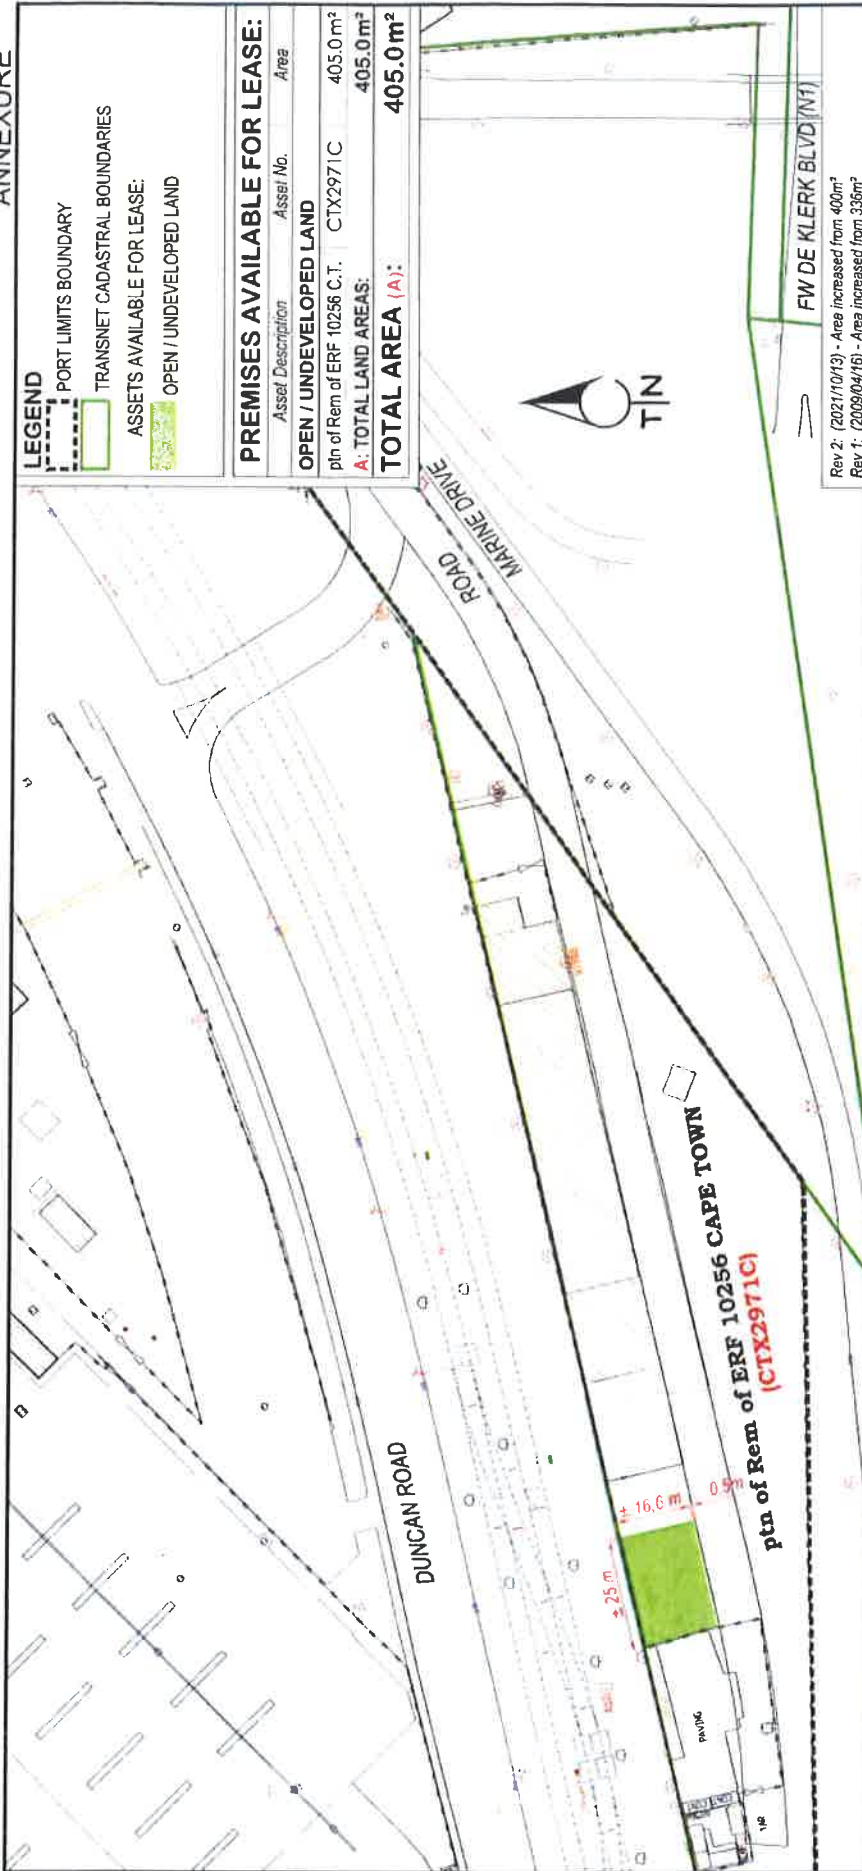 ANNEXURE
LEGEND
PORT LIMITS BOUNDARY
TRANSNET CADASTRAL BOUNDARIES
ASSETS AVAILABLE FOR LEASE:
OPEN / UNDEVELOPED LAND
PREMISES AVAILABLE FOR LEASE:
Asset Description Asset No. Area
OPEN / UNDEVELOPED LAND
ptn of Rem of ERF 10256 C.T. CTX2971C 405.0m²
A: TOTAL LAND AREAS: 405.0m²
TOTAL AREA (A): 405.0m²
TN
ROAD
MARINE DRIVE
FW DE KLERK BLVD (N1)
Rev 2: (2021/10/13) - Area increased from 400m²
Rev 1: (2009/04/16) - Area increased from 336m²
DUNCAN ROAD
± 25 m
± 16,6 m
0.5m
ptn of Rem of ERF 10256 CAPE TOWN
(CTX2971C)
PAVING
TAR